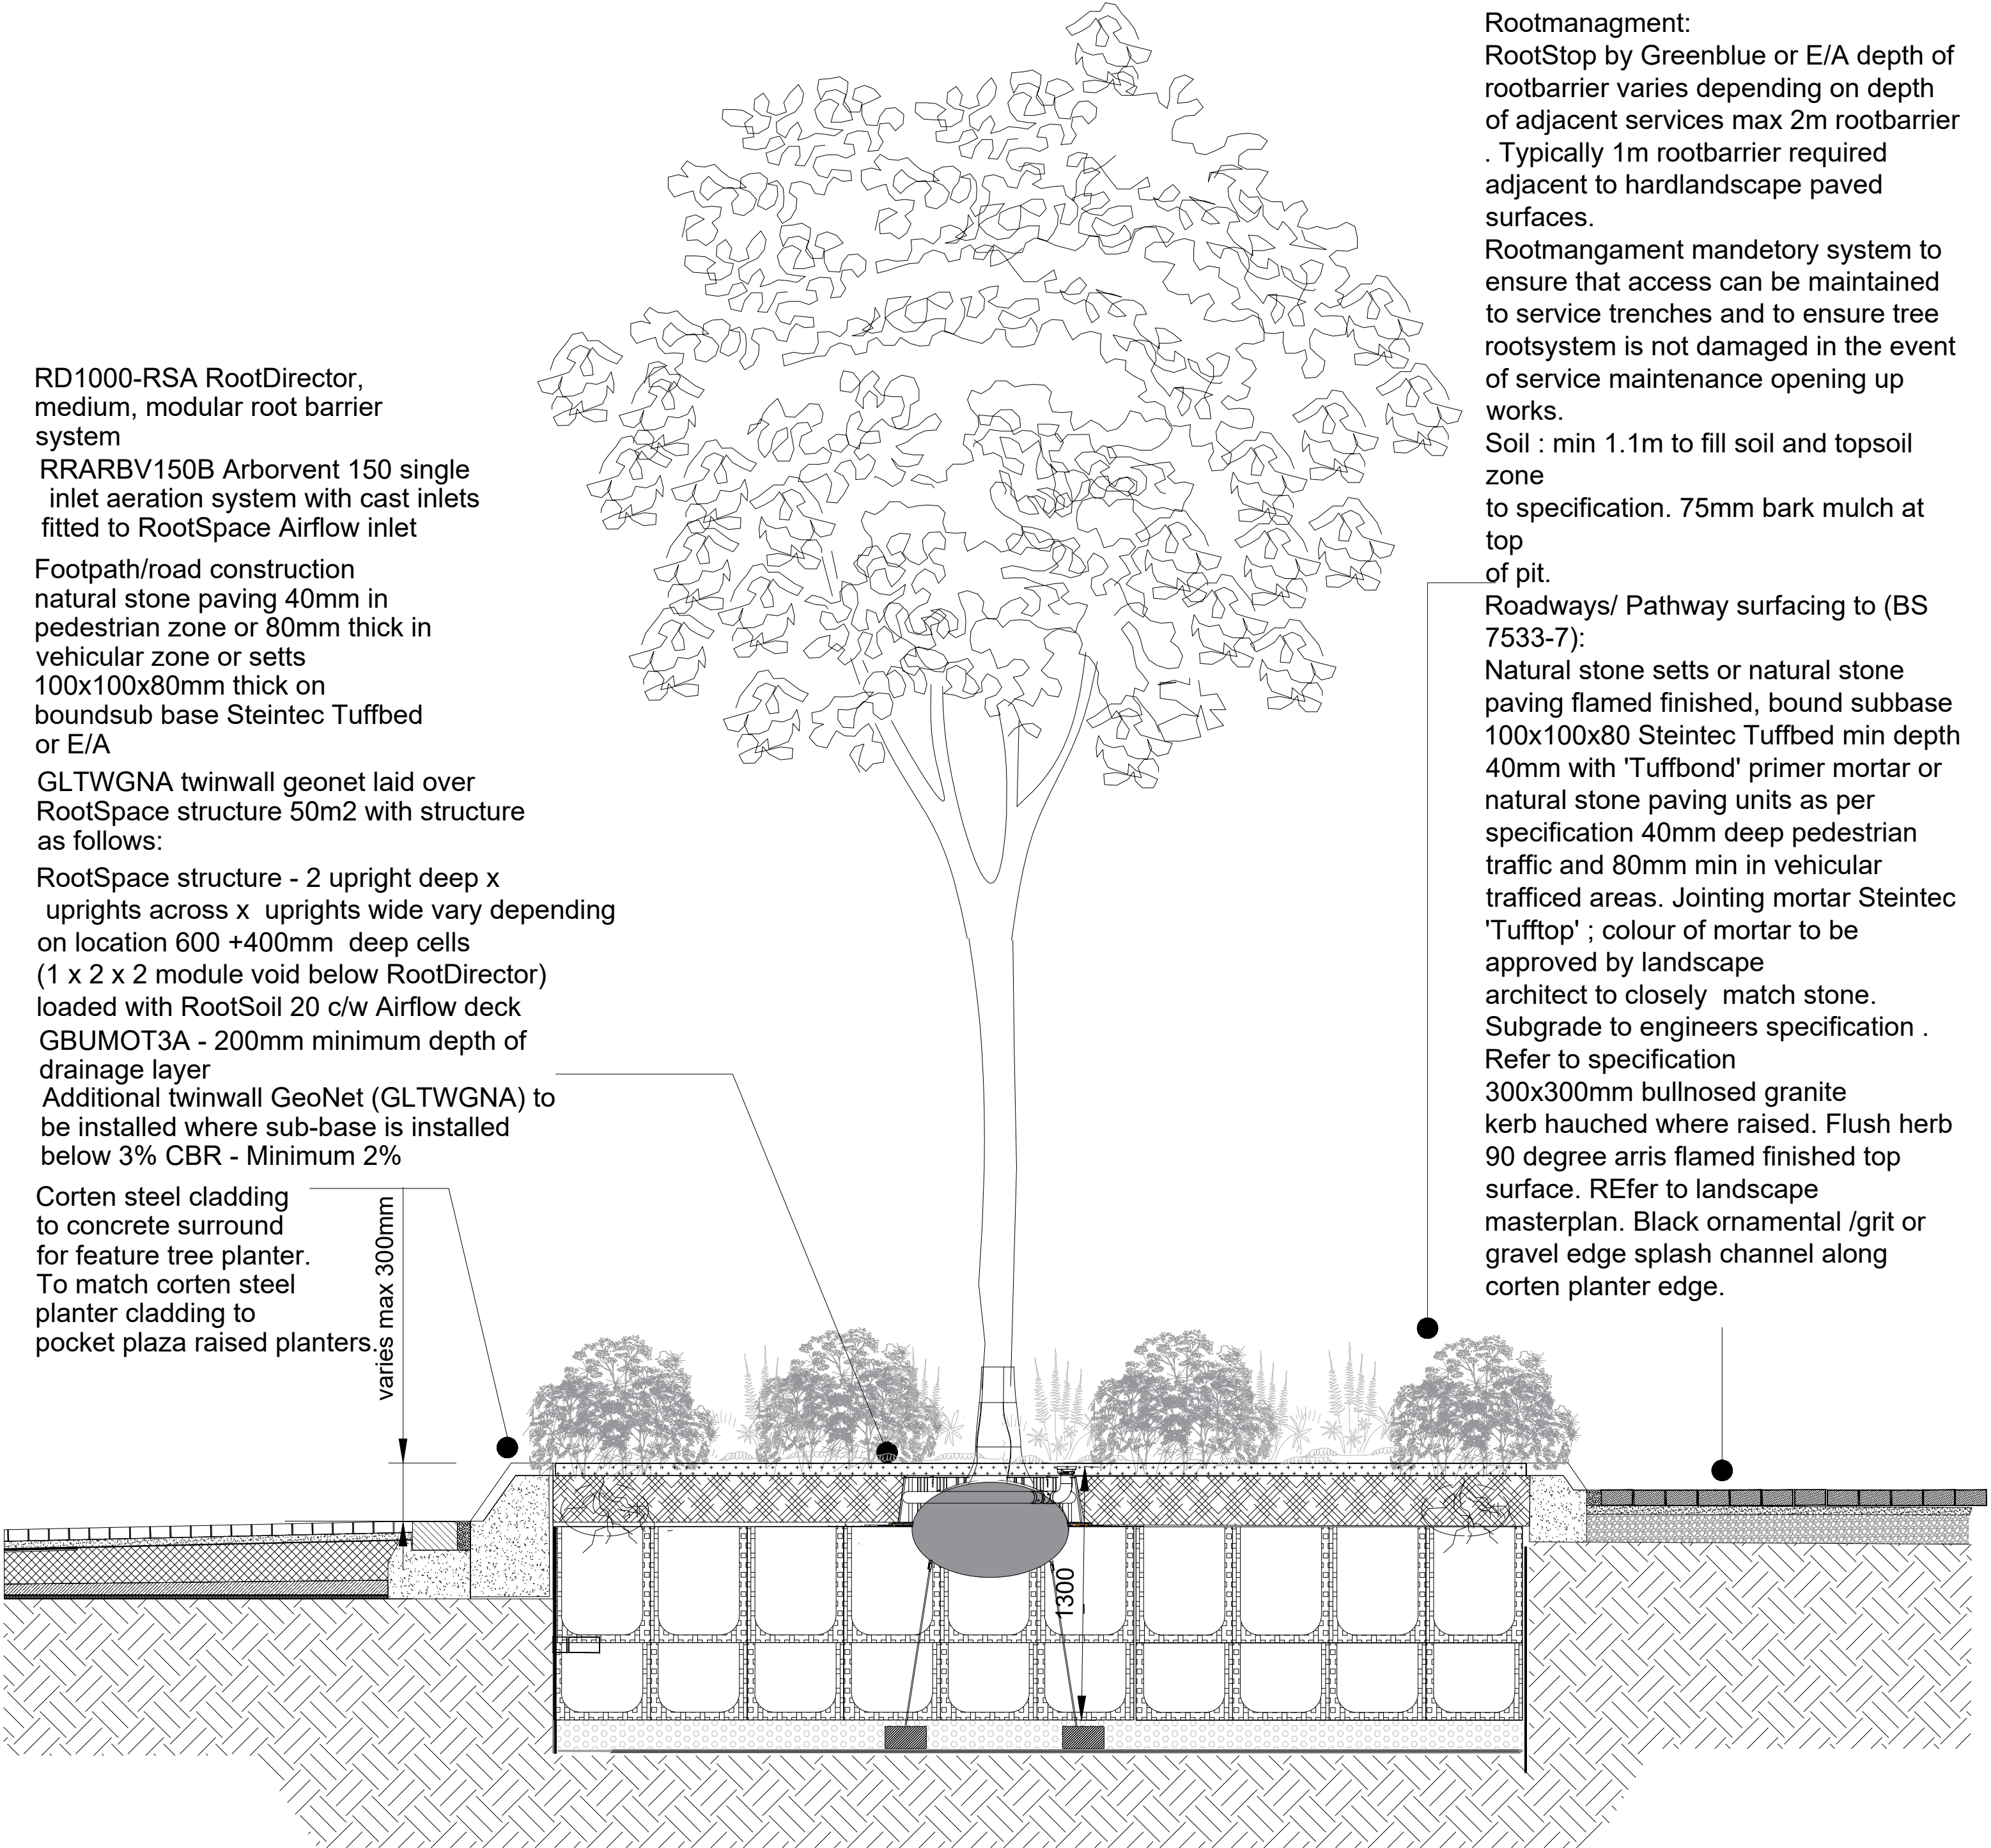 RD1000-RSA RootDirector,
medium, modular root barrier
system
RRARBV150B Arborvent 150 single
inlet aeration system with cast inlets
fitted to RootSpace Airflow inlet
Footpath/road construction
natural stone paving 40mm in
pedestrian zone or 80mm thick in
vehicular zone or setts
100x100x80mm thick on
boundsub base Steintec Tuffbed
or E/A
GLTWGNA twinwall geonet laid over
RootSpace structure 50m2 with structure
as follows:
RootSpace structure - 2 upright deep x
uprights across x  uprights wide vary depending
on location 600 +400mm  deep cells
(1 x 2 x 2 module void below RootDirector)
loaded with RootSoil 20 c/w Airflow deck
GBUMOT3A - 200mm minimum depth of
drainage layer
Additional twinwall GeoNet (GLTWGNA) to
be installed where sub-base is installed
below 3% CBR - Minimum 2%
Corten steel cladding
to concrete surround
for feature tree planter.
To match corten steel
planter cladding to
pocket plaza raised planters.
varies max 300mm
1300
Rootmanagment:
RootStop by Greenblue or E/A depth of
rootbarrier varies depending on depth
of adjacent services max 2m rootbarrier
. Typically 1m rootbarrier required
adjacent to hardlandscape paved
surfaces.
Rootmangament mandetory system to
ensure that access can be maintained
to service trenches and to ensure tree
rootsystem is not damaged in the event
of service maintenance opening up
works.
Soil : min 1.1m to fill soil and topsoil
zone
to specification. 75mm bark mulch at
top
of pit.
Roadways/ Pathway surfacing to (BS
7533-7):
Natural stone setts or natural stone
paving flamed finished, bound subbase
100x100x80 Steintec Tuffbed min depth
40mm with 'Tuffbond' primer mortar or
natural stone paving units as per
specification 40mm deep pedestrian
traffic and 80mm min in vehicular
trafficed areas. Jointing mortar Steintec
'Tufftop' ; colour of mortar to be
approved by landscape
architect to closely  match stone.
Subgrade to engineers specification .
Refer to specification
300x300mm bullnosed granite
kerb hauched where raised. Flush herb
90 degree arris flamed finished top
surface. REfer to landscape
masterplan. Black ornamental /grit or
gravel edge splash channel along
corten planter edge.